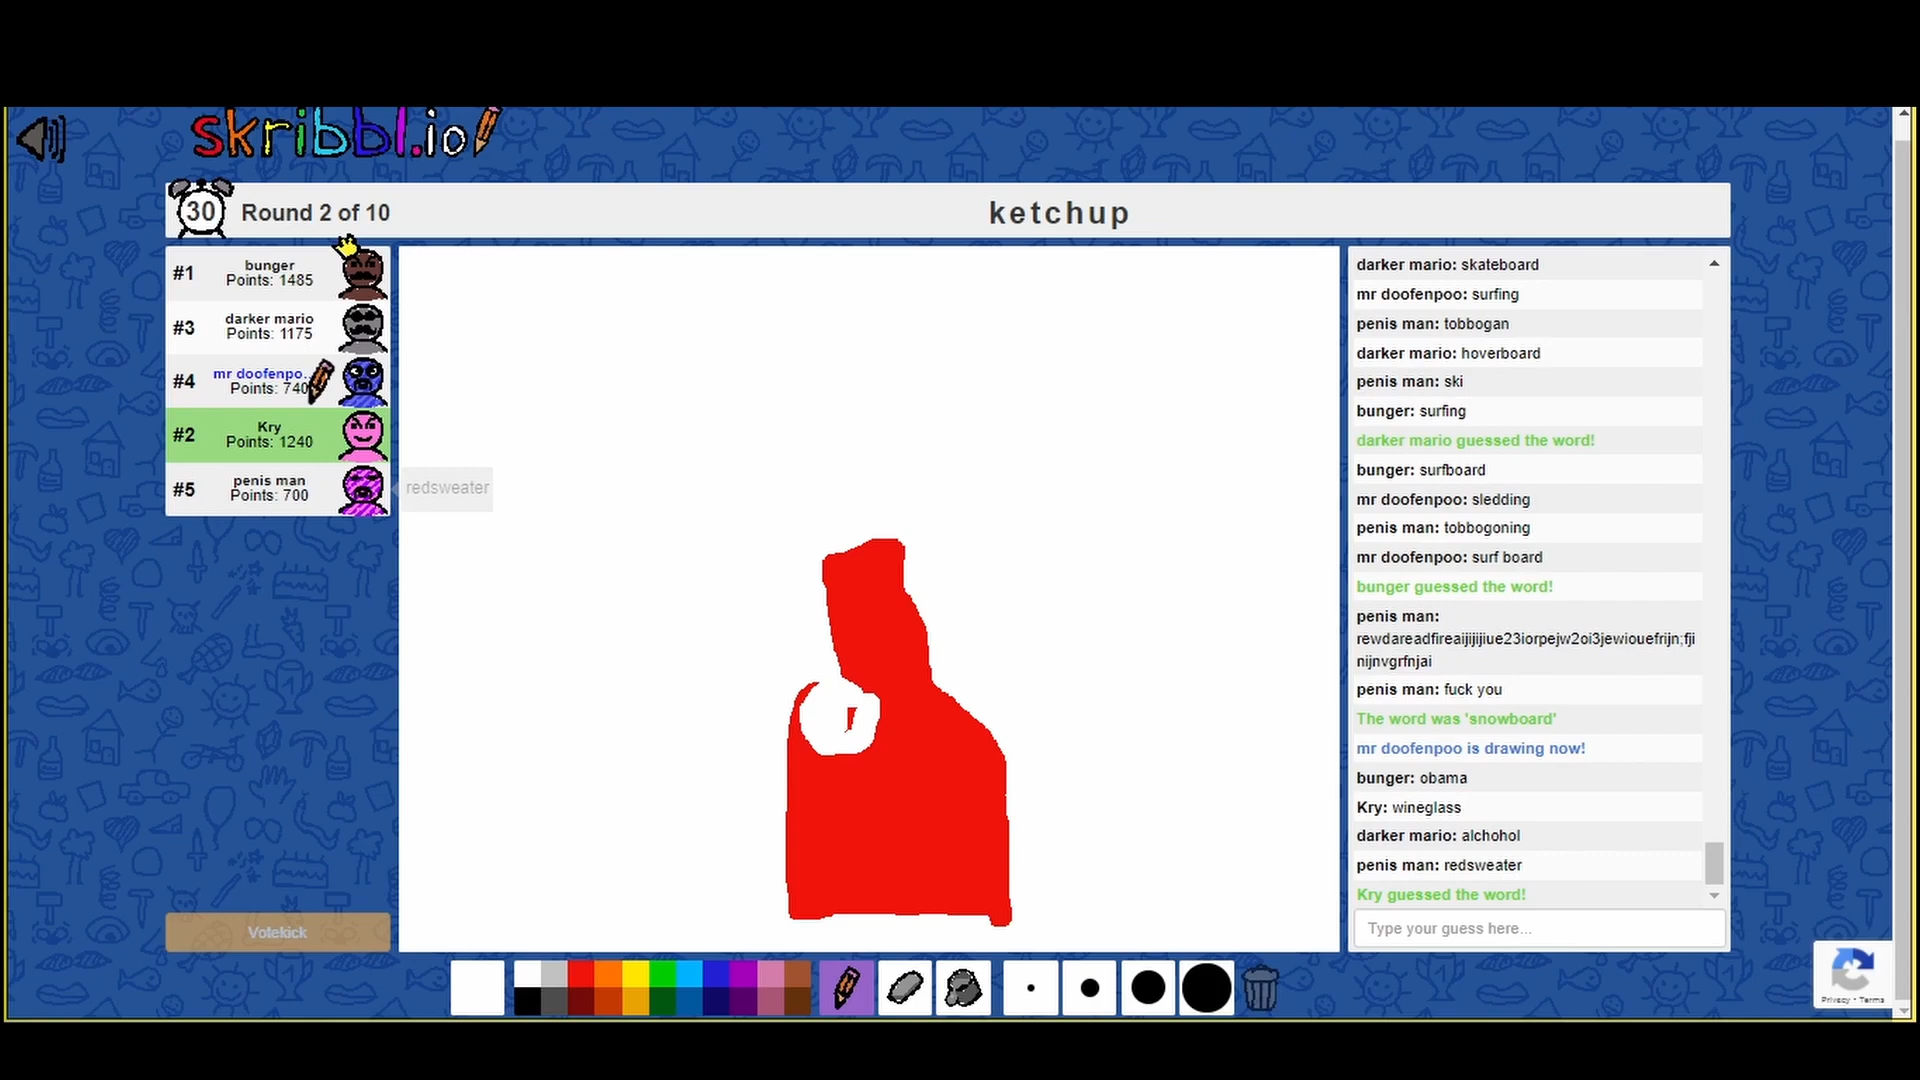 skribbl.io
30
Round 2 of 10
ketchup
#1
bunger
Points: 1485
#3
darker mario
Points: 1175
#4
mr doofenpo..
Points: 740
#2
Kry
Points: 1240
#5
penis man
Points: 700
redsweater
Votekick
darker mario: skateboard
mr doofenpoo: surfing
penis man: tobbogan
darker mario: hoverboard
penis man: ski
bunger: surfing
darker mario guessed the word!
bunger: surfboard
mr doofenpoo: sledding
penis man: tobbogoning
mr doofenpoo: surf board
bunger guessed the word!
penis man:
rewdareadfireaijijijijiue23iorpejw2oi3jewiouefrijn;fji
nijnvgrfnjai
penis man: fuck you
The word was 'snowboard'
mr doofenpoo is drawing now!
bunger: obama
Kry: wineglass
darker mario: alchohol
penis man: redsweater
Kry guessed the word!
Type your guess here...
Privacy - Terms